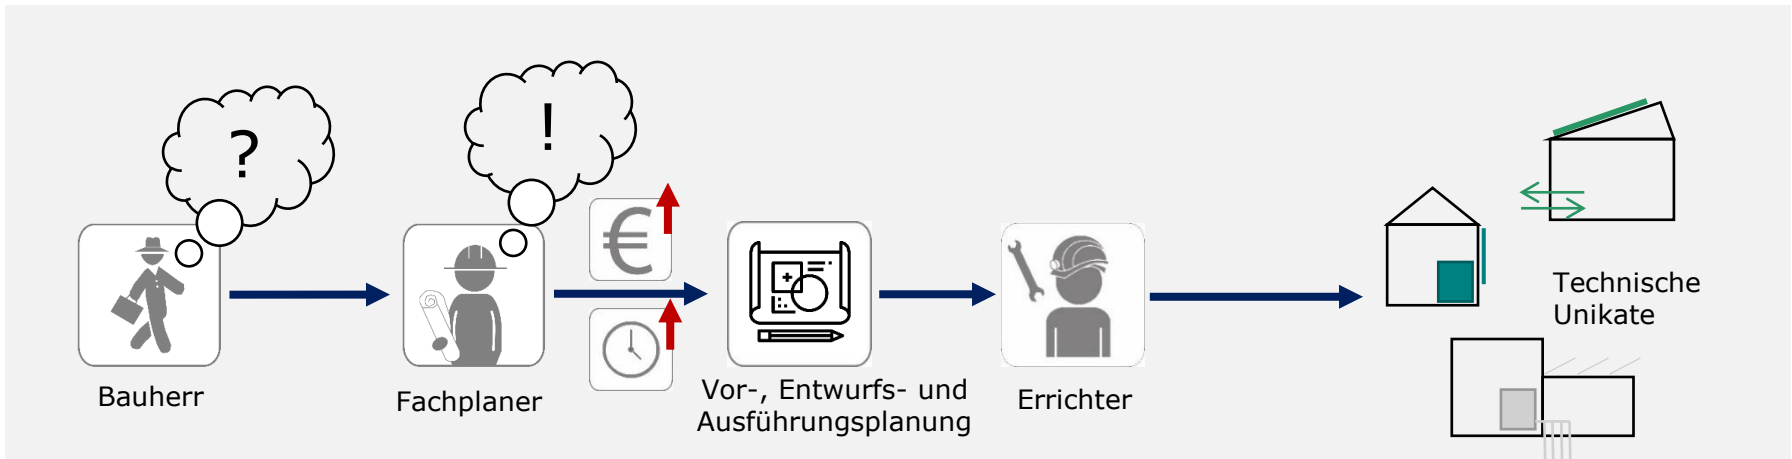 ?
!
€
Bauherr
Fachplaner
Vor-, Entwurfs- und
Ausführungsplanung
Errichter
Technische
Unikate